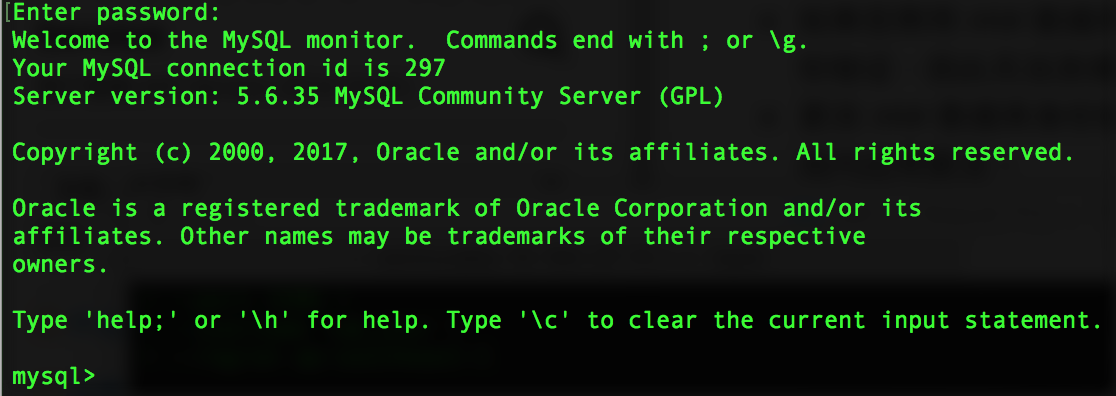 [Enter password:
Welcome to the MySQL monitor.  Commands end with ; or \g.
Your MySQL connection id is 297
Server version: 5.6.35 MySQL Community Server (GPL)
Copyright (c) 2000, 2017, Oracle and/or its affiliates. All rights reserved.
Oracle is a registered trademark of Oracle Corporation and/or its
affiliates. Other names may be trademarks of their respective
owners.
Type 'help;' or '\h' for help. Type '\c' to clear the current input statement.
mysql>